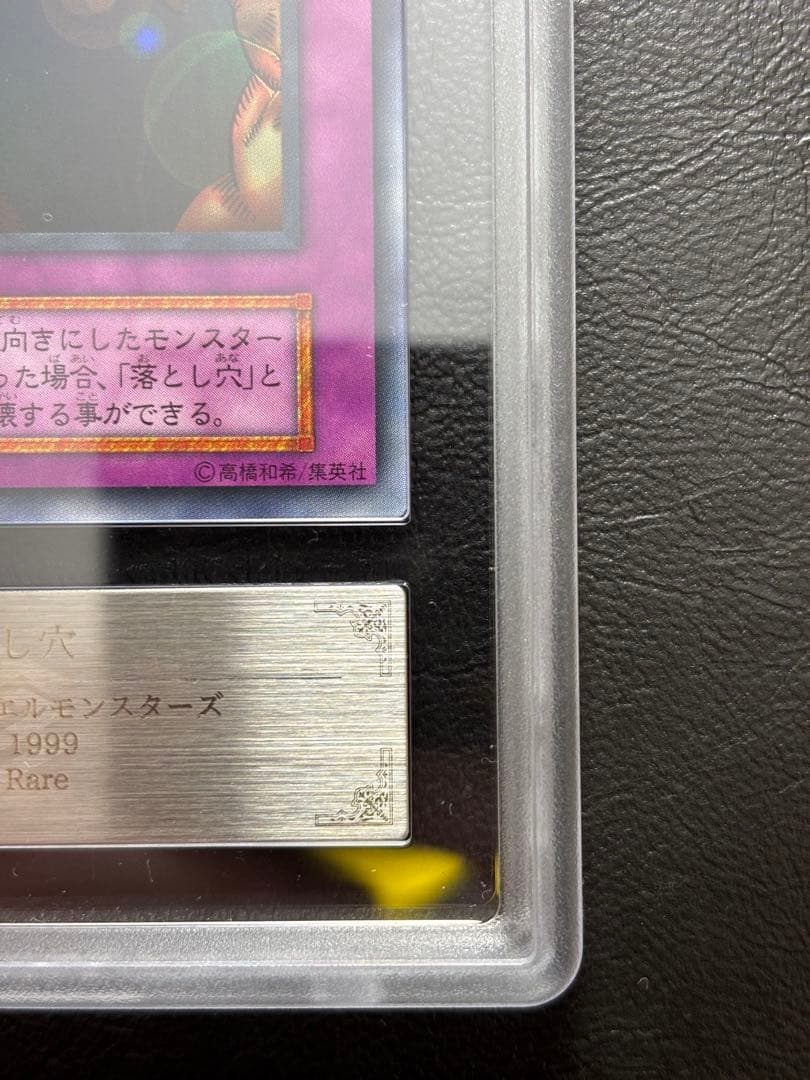 向きにしたモンスター
った場合、「落とし穴」と
壊する事ができる。
©高橋和希/集英社
し穴
エルモンスターズ
1999
Rare